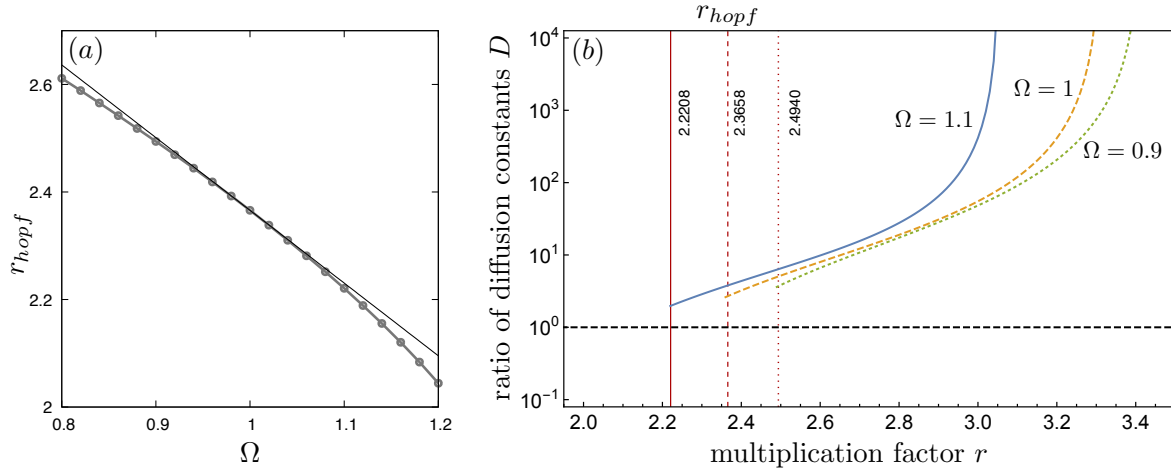 (a)
2.6
2.4
2.2
2
0.8
0.9
1
1.1
1.2
r_{hopf}
Ω
r_{hopf}
(b)
10^4
10^3
10^2
10^1
10^0
10^{-1}
2.2208
2.3658
2.4940
Ω = 1.1
Ω = 1
Ω = 0.9
2.0
2.2
2.4
2.6
2.8
3.0
3.2
3.4
ratio of diffusion constants D
multiplication factor r